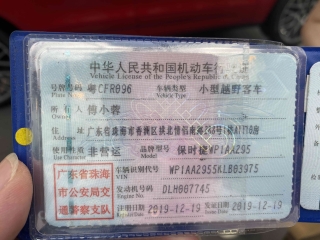 中华人民共和国机动车行驶证
Vehicle License of the People's Republic of China
号牌号码 粤CFR096 车辆类型 小型越野客车
Plate No. Vehicle Type
所有人 傅小蓉
Owner
住址
Address
使用性质 非营运 品牌型号 保时捷WP1AA295
Use Character Model
车辆识别代号 WP1AA2955KLB03975
VIN
发动机号码 DLH007745
Engine No.
注册日期 2019-12-19 发证日期 2019-12-19
广东省珠海
市公安局交
通警察支队